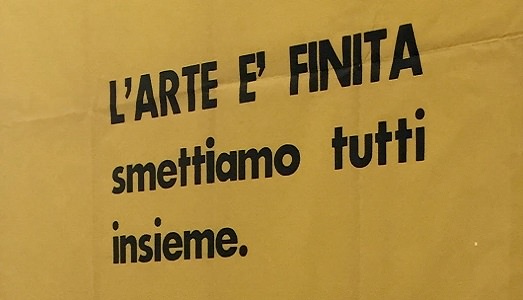 L'ARTE E' FINITA
smettiamo tutti
insieme.